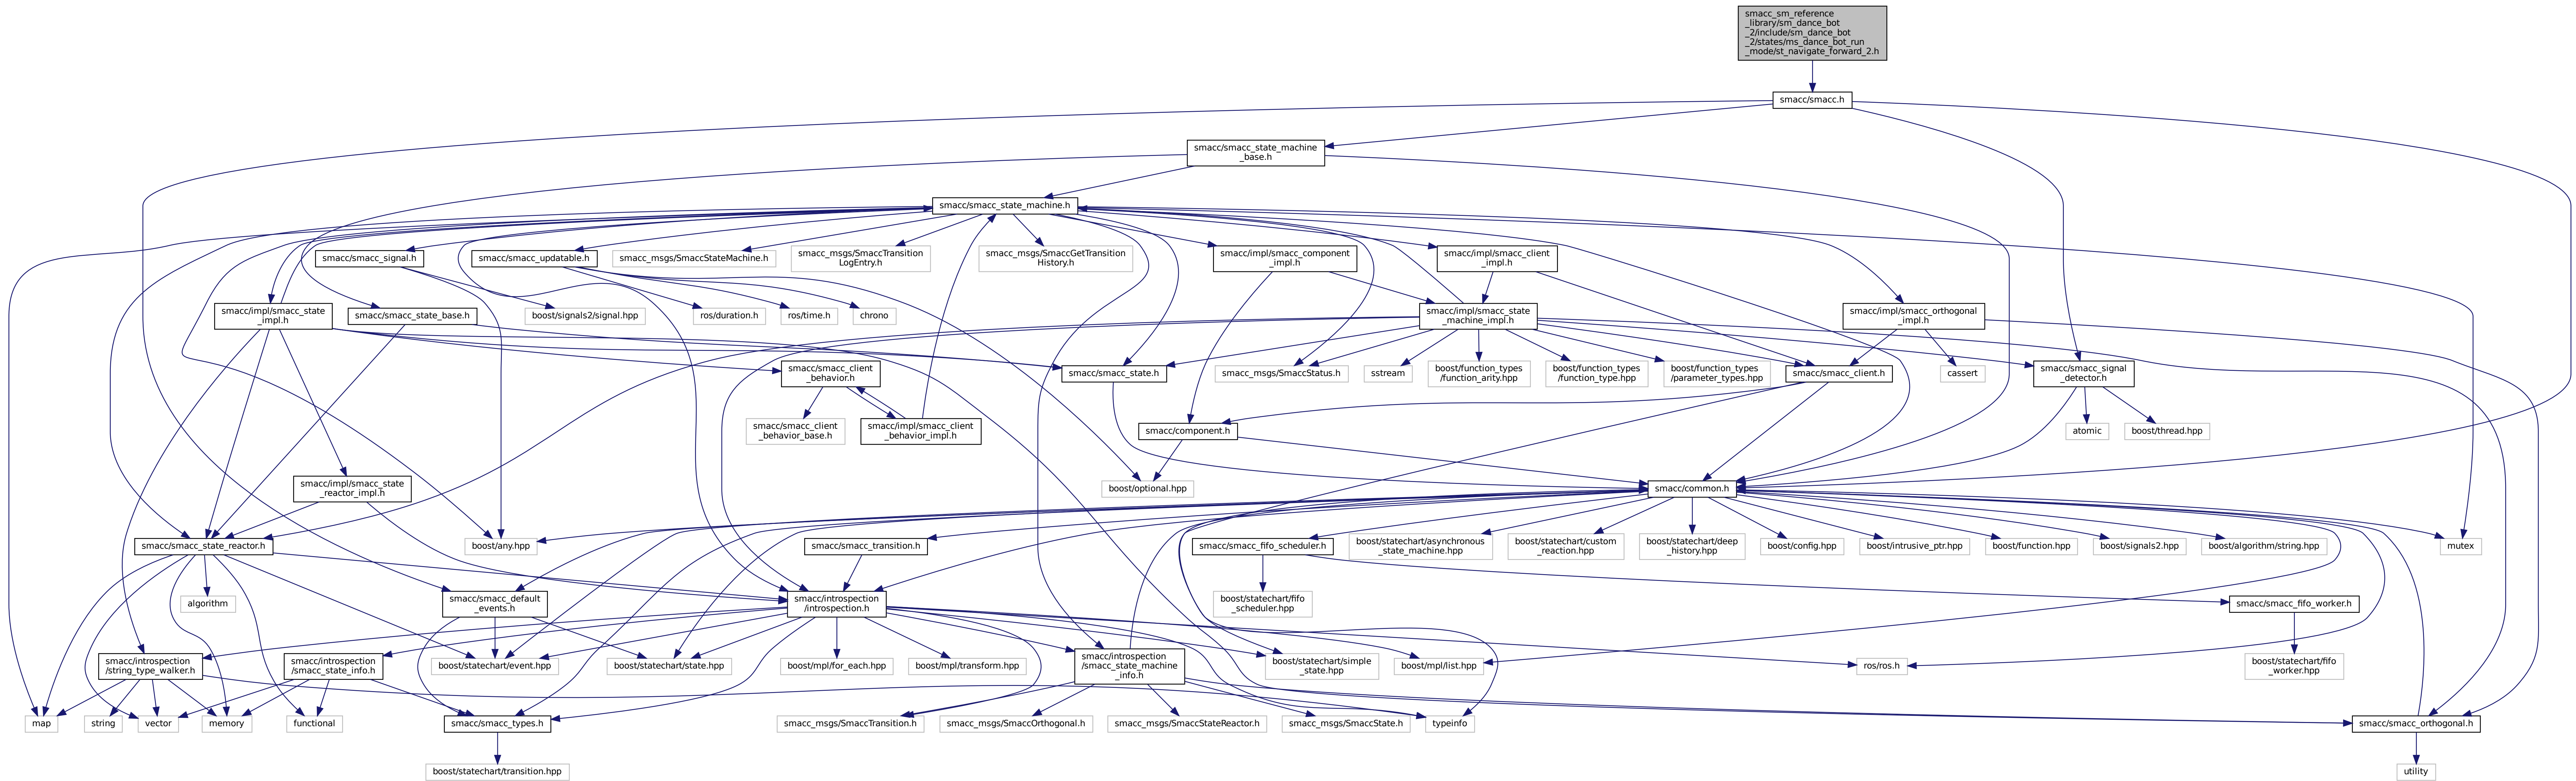 smacc_sm_reference
_library/sm_dance_bot
_2/include/sm_dance_bot
_2/states/ms_dance_bot_run
_mode/st_navigate_forward_2.h
smacc/smacc.h
smacc/smacc_state_machine
_base.h
smacc/smacc_state_machine.h
smacc/smacc_signal.h
smacc/smacc_updatable.h
smacc_msgs/SmaccStateMachine.h
smacc_msgs/SmaccTransition
LogEntry.h
smacc_msgs/SmaccGetTransition
History.h
smacc/impl/smacc_component
_impl.h
smacc/impl/smacc_client
_impl.h
smacc/impl/smacc_state
_impl.h
smacc/smacc_state_base.h
boost/signals2/signal.hpp
ros/duration.h
ros/time.h
chrono
smacc/impl/smacc_state
_machine_impl.h
smacc/impl/smacc_orthogonal
_impl.h
smacc/smacc_client
_behavior.h
smacc/smacc_state.h
smacc_msgs/SmaccStatus.h
sstream
boost/function_types
/function_arity.hpp
boost/function_types
/function_type.hpp
boost/function_types
/parameter_types.hpp
smacc/smacc_client.h
cassert
smacc/smacc_signal
_detector.h
smacc/smacc_client
_behavior_base.h
smacc/impl/smacc_client
_behavior_impl.h
smacc/component.h
atomic
boost/thread.hpp
smacc/impl/smacc_state
_reactor_impl.h
boost/optional.hpp
smacc/common.h
smacc/smacc_state_reactor.h
boost/any.hpp
smacc/smacc_transition.h
smacc/smacc_fifo_scheduler.h
boost/statechart/asynchronous
_state_machine.hpp
boost/statechart/custom
_reaction.hpp
boost/statechart/deep
_history.hpp
boost/config.hpp
boost/intrusive_ptr.hpp
boost/function.hpp
boost/signals2.hpp
boost/algorithm/string.hpp
mutex
algorithm
smacc/smacc_default
_events.h
smacc/introspection
/introspection.h
boost/statechart/fifo
_scheduler.hpp
smacc/smacc_fifo_worker.h
smacc/introspection
/string_type_walker.h
smacc/introspection
/smacc_state_info.h
boost/statechart/event.hpp
boost/statechart/state.hpp
boost/mpl/for_each.hpp
boost/mpl/transform.hpp
smacc/introspection
/smacc_state_machine
_info.h
boost/statechart/simple
_state.hpp
boost/mpl/list.hpp
ros/ros.h
boost/statechart/fifo
_worker.hpp
map
string
vector
memory
functional
smacc/smacc_types.h
smacc_msgs/SmaccTransition.h
smacc_msgs/SmaccOrthogonal.h
smacc_msgs/SmaccStateReactor.h
smacc_msgs/SmaccState.h
typeinfo
smacc/smacc_orthogonal.h
boost/statechart/transition.hpp
utility